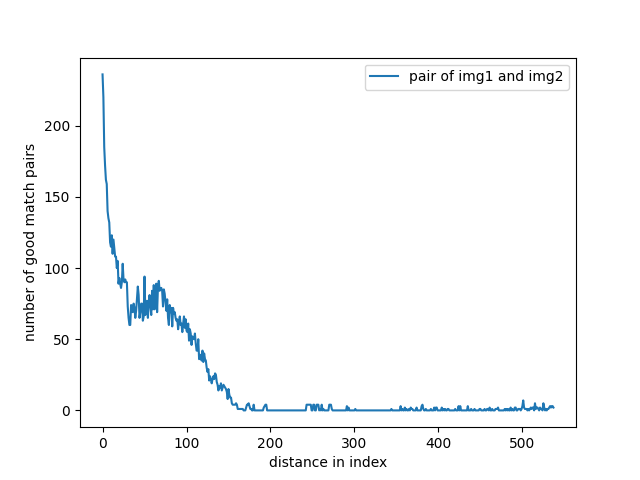 pair of img1 and img2
number of good match pairs
200
150
100
50
0
0 100 200 300 400 500
distance in index